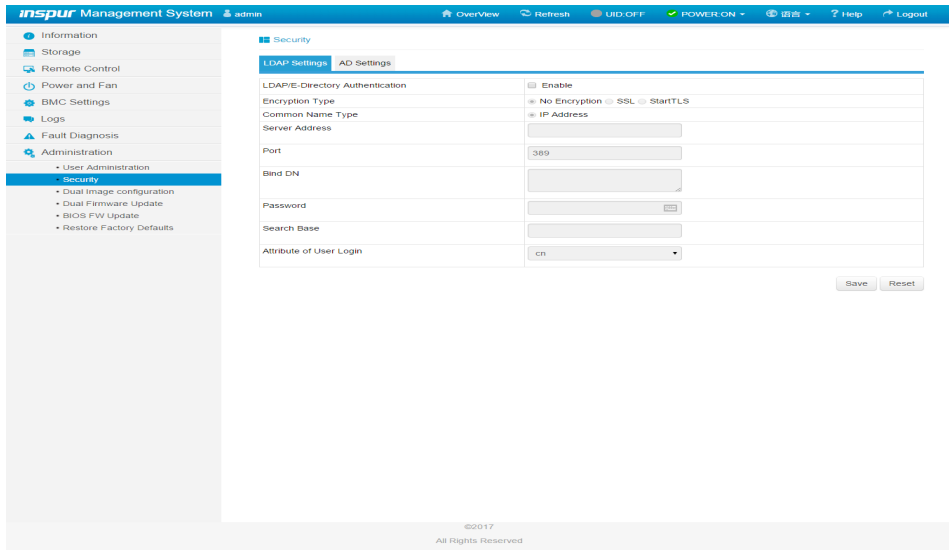 inspur Management System admin OverView Refresh UID:OFF POWER:ON 语言 Help Logout
Information
Storage
Remote Control
Power and Fan
BMC Settings
Logs
Fault Diagnosis
Administration
• User Administration
• Security
• Dual Image configuration
• Dual Firmware Update
• BIOS FW Update
• Restore Factory Defaults
Security
LDAP Settings AD Settings
LDAP/E-Directory Authentication Enable
Encryption Type No Encryption SSL StartTLS
Common Name Type IP Address
Server Address
Port 389
Bind DN
Password
Search Base
Attribute of User Login cn
Save Reset
©2017
All Rights Reserved